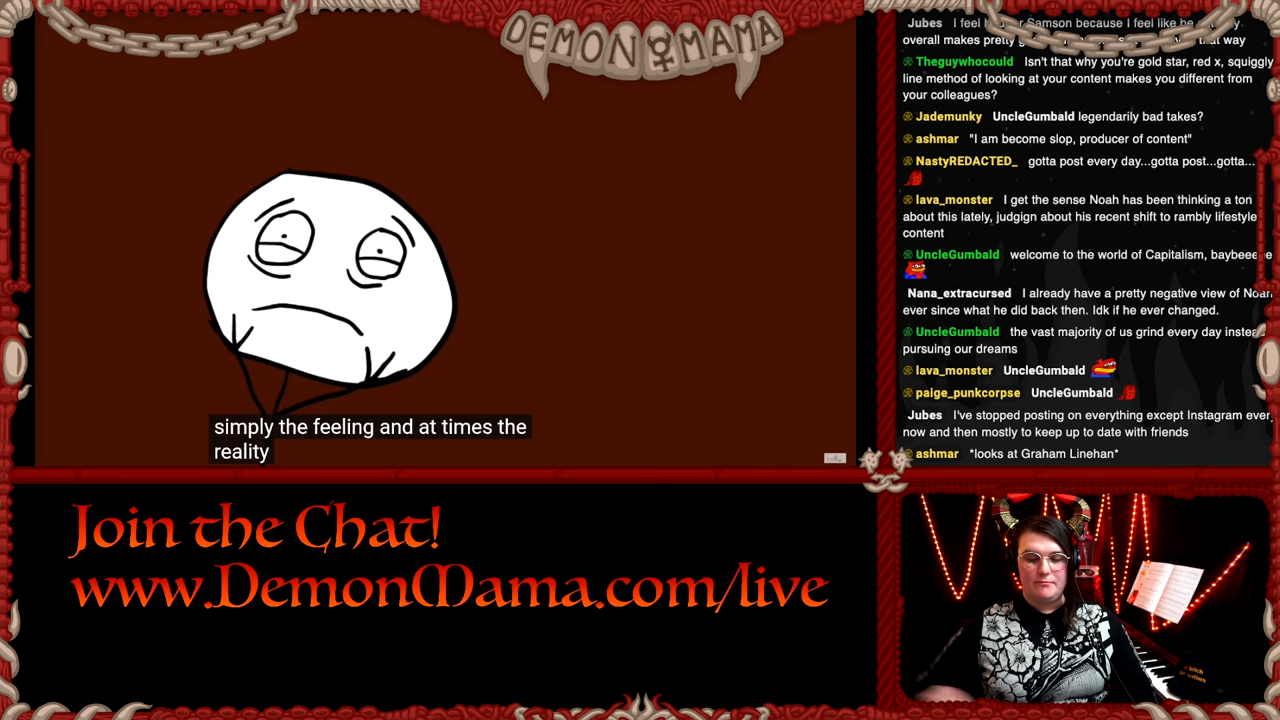 DEMON MAMA
simply the feeling and at times the
reality
Join the Chat!
www.DemonMama.com/live
Jubes I feel Samson because I feel like he
overall makes pretty that way
Theguywhocould Isn't that why you're gold star, red x, squiggly
line method of looking at your content makes you different from
your colleagues?
Jademunky UncleGumbald legendarily bad takes?
ashmar "I am become slop, producer of content"
NastyREDACTED_ gotta post every day...gotta post...gotta...
lava_monster I get the sense Noah has been thinking a ton
about this lately, judgign about his recent shift to rambly lifestyle
content
UncleGumbald welcome to the world of Capitalism, baybeee e
Nana_extracursed I already have a pretty negative view of Noah
ever since what he did back then. Idk if he ever changed.
UncleGumbald the vast majority of us grind every day instea
pursuing our dreams
lava_monster UncleGumbald
paige_punkcorpse UncleGumbald
Jubes I've stopped posting on everything except Instagram ever
now and then mostly to keep up to date with friends
ashmar *looks at Graham Linehan*